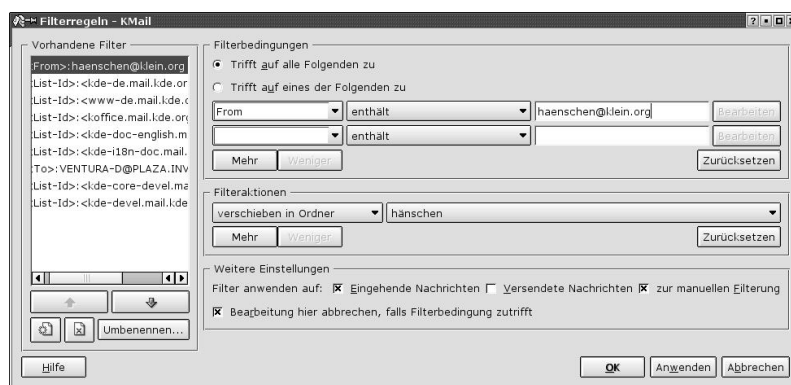 Filterregeln - KMail
Vorhandene Filter
:From>:haenschen@klein.org
:List-Id>:<kde-de.mail.kde.or
:List-Id>:<www-de.mail.kde.c
:List-Id>:<koffice.mail.kde.or
:List-Id>:<kde-doc-english.m
:List-Id>:<kde-i18n-doc.mail.
:To>:VENTURA-D@PLAZA.INV
:List-Id>:<kde-core-devel.ma
:List-Id>:<kde-devel.mail.kde
Umbenennen...
Filterbedingungen
Trifft auf alle Folgenden zu
Trifft auf eines der Folgenden zu
From enthält haenschen@klein.org Bearbeiten
enthält Bearbeiten
Mehr Weniger Zurücksetzen
Filteraktionen
verschieben in Ordner hänschen
Mehr Weniger Zurücksetzen
Weitere Einstellungen
Filter anwenden auf: Eingehende Nachrichten Versendete Nachrichten zur manuellen Filterung
Bearbeitung hier abbrechen, falls Filterbedingung zutrifft
Hilfe OK Anwenden Abbrechen